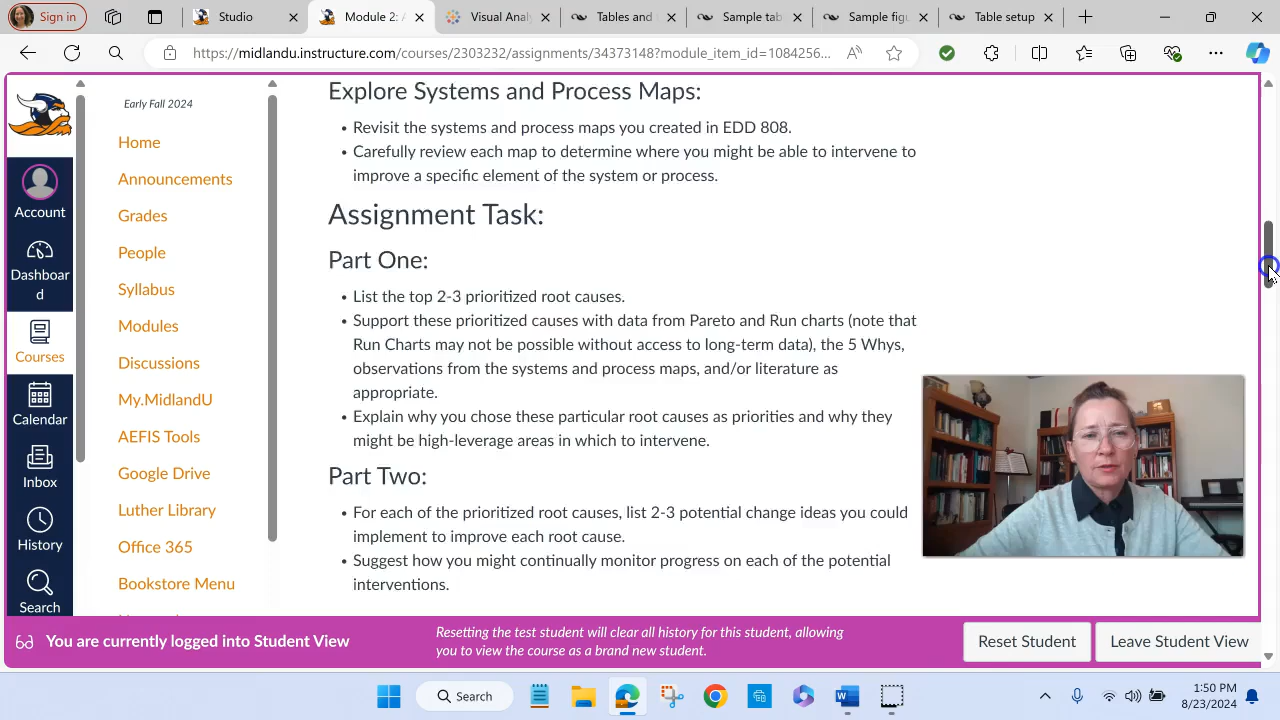 Sign in
Studio
Module 2: A
Visual Anal
Tables and
Sample tab
Sample figu
Table setup
https://midlandu.instructure.com/courses/2303232/assignments/34373148?module_item_id=1084256...
Early Fall 2024
Home
Announcements
Grades
People
Syllabus
Modules
Discussions
My.MidlandU
AEFIS Tools
Google Drive
Luther Library
Office 365
Bookstore Menu
Account
Dashboar
d
Courses
Calendar
Inbox
History
Search
Explore Systems and Process Maps:
• Revisit the systems and process maps you created in EDD 808.
• Carefully review each map to determine where you might be able to intervene to
improve a specific element of the system or process.
Assignment Task:
Part One:
• List the top 2-3 prioritized root causes.
• Support these prioritized causes with data from Pareto and Run charts (note that
Run Charts may not be possible without access to long-term data), the 5 Whys,
observations from the systems and process maps, and/or literature as
appropriate.
• Explain why you chose these particular root causes as priorities and why they
might be high-leverage areas in which to intervene.
Part Two:
• For each of the prioritized root causes, list 2-3 potential change ideas you could
implement to improve each root cause.
• Suggest how you might continually monitor progress on each of the potential
interventions.
You are currently logged into Student View
Resetting the test student will clear all history for this student, allowing
you to view the course as a brand new student.
Reset Student
Leave Student View
Search
1:50 PM
8/23/2024